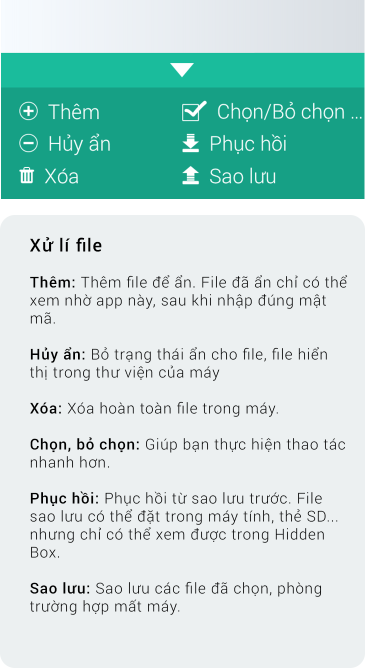 Thêm Chọn/Bỏ chọn ...
Hủy ẩn Phục hồi
Xóa Sao lưu
Xử lí file
Thêm: Thêm file để ẩn. File đã ẩn chỉ có thể
xem nhờ app này, sau khi nhập đúng mật
mã.
Hủy ẩn: Bỏ trạng thái ẩn cho file, file hiển
thị trong thư viện của máy
Xóa: Xóa hoàn toàn file trong máy.
Chọn, bỏ chọn: Giúp bạn thực hiện thao tác
nhanh hơn.
Phục hồi: Phục hồi từ sao lưu trước. File
sao lưu có thể đặt trong máy tính, thẻ SD...
nhưng chỉ có thể xem được trong Hidden
Box.
Sao lưu: Sao lưu các file đã chọn, phòng
trường hợp mất máy.